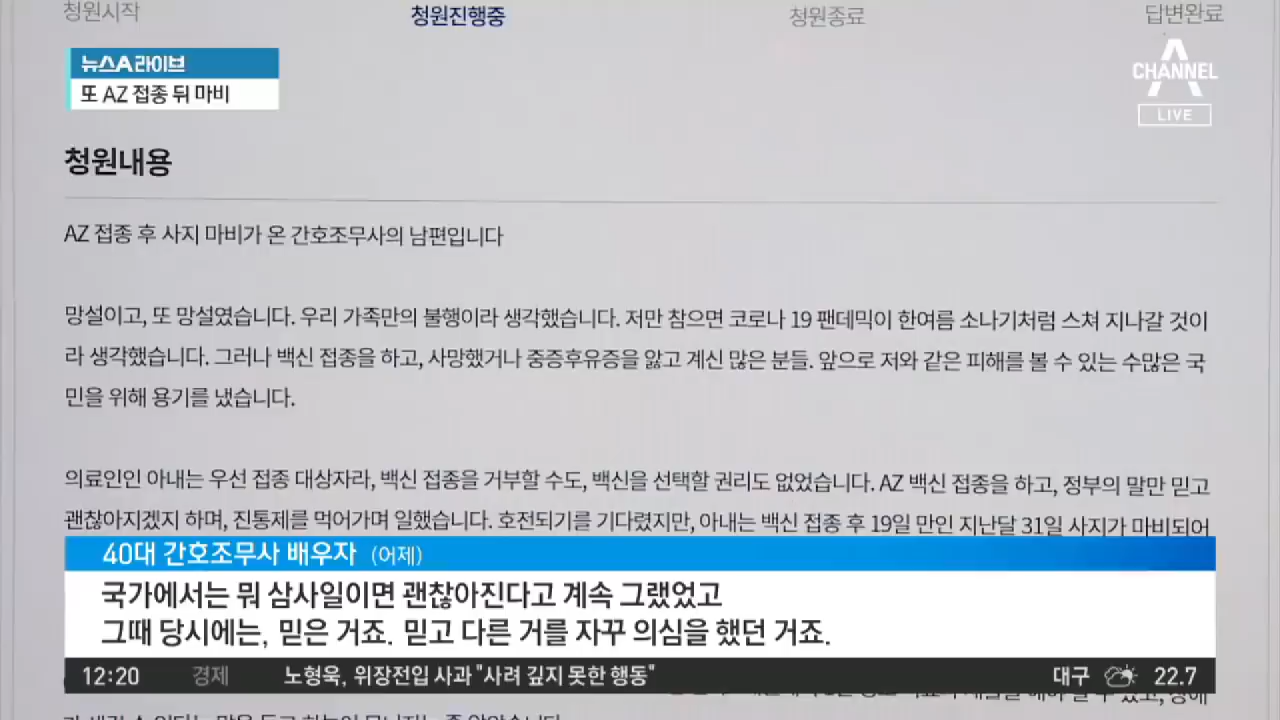 청원시작 청원진행중 청원종료 답변완료
뉴스A 라이브
또 AZ 접종 뒤 마비
CHANNEL A
LIVE
청원내용
AZ 접종 후 사지 마비가 온 간호조무사의 남편입니다
망설이고, 또 망설였습니다. 우리 가족만의 불행이라 생각했습니다. 저만 참으면 코로나 19 팬데믹이 한여름 소나기처럼 스쳐 지나갈 것이
라 생각했습니다. 그러나 백신 접종을 하고, 사망했거나 중증후유증을 앓고 계신 많은 분들. 앞으로 저와 같은 피해를 볼 수 있는 수많은 국
민을 위해 용기를 냈습니다.
의료인인 아내는 우선 접종 대상자라, 백신 접종을 거부할 수도, 백신을 선택할 권리도 없었습니다. AZ 백신 접종을 하고, 정부의 말만 믿고
괜찮아지겠지 하며, 진통제를 먹어가며 일했습니다. 호전되기를 기다렸지만, 아내는 백신 접종 후 19일 만인 지난달 31일 사지가 마비되어
40대 간호조무사 배우자 (어제)
국가에서는 뭐 삼사일이면 괜찮아진다고 계속 그랬었고
그때 당시에는, 믿은 거죠. 믿고 다른 거를 자꾸 의심을 했던 거죠.
12:20 경제 노형욱, 위장전입 사과 "사려 깊지 못한 행동" 대구 22.7